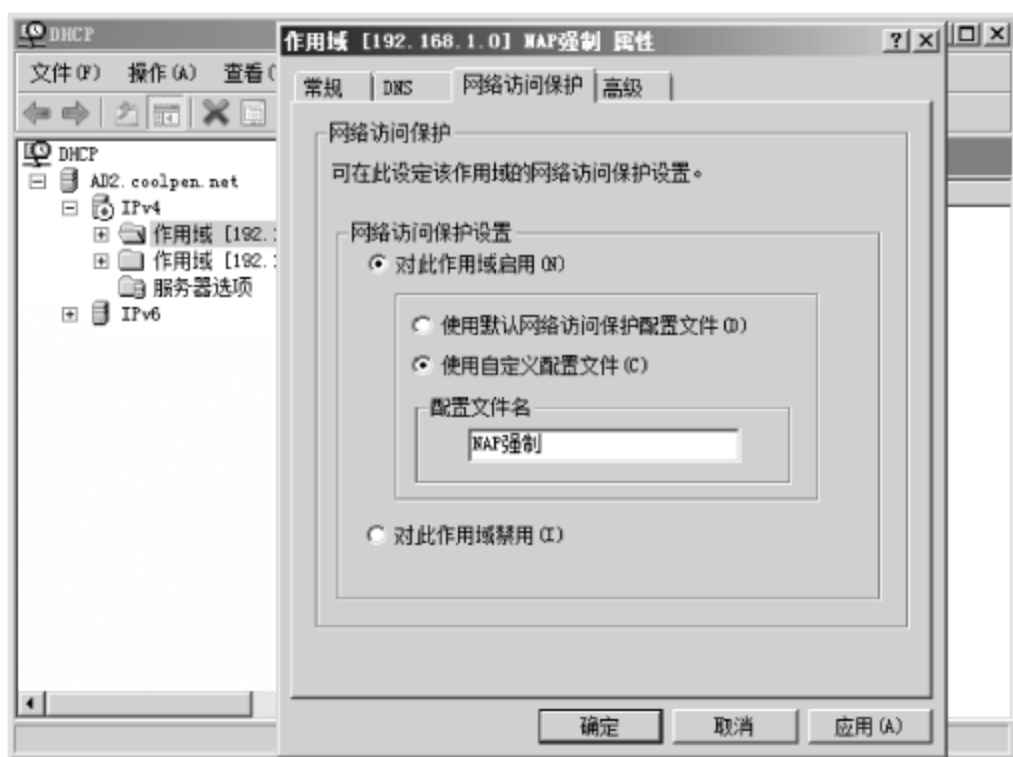 DHCP
文件(F) 操作(A) 查看(
DHCP
AD2.coolpen.net
IPv4
作用域 [192.
作用域 [192.
服务器选项
IPv6
作用域 [192.168.1.0] NAP强制 属性
常规 DNS 网络访问保护 高级
网络访问保护
可在此设定该作用域的网络访问保护设置。
网络访问保护设置
对此作用域启用(N)
使用默认网络访问保护配置文件(D)
使用自定义配置文件(C)
配置文件名
NAP强制
对此作用域禁用(I)
确定 取消 应用(A)